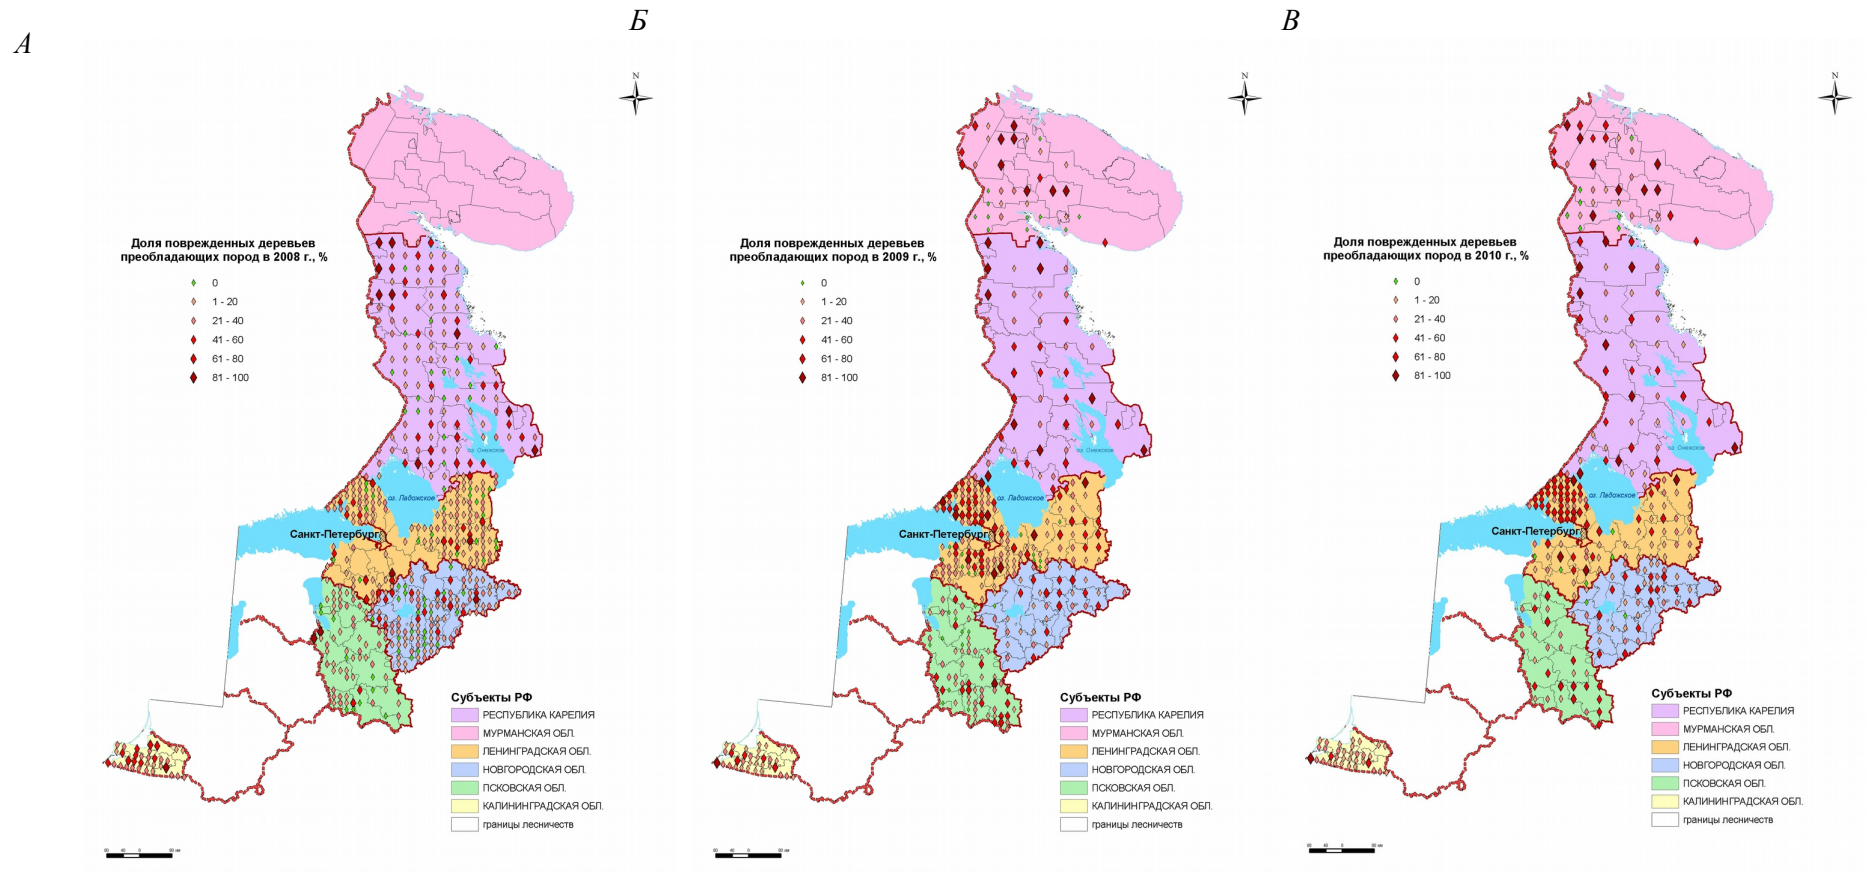 А
Б
В
N
Доля поврежденных деревьев
преобладающих пород в 2008 г., %
0
1 - 20
21 - 40
41 - 60
61 - 80
81 - 100
оз. Онежское
оз. Ладожское
Санкт-Петербург
Субъекты РФ
РЕСПУБЛИКА КАРЕЛИЯ
МУРМАНСКАЯ ОБЛ.
ЛЕНИНГРАДСКАЯ ОБЛ.
НОВГОРОДСКАЯ ОБЛ.
ПСКОВСКАЯ ОБЛ.
КАЛИНИНГРАДСКАЯ ОБЛ.
границы лесничеств
N
Доля поврежденных деревьев
преобладающих пород в 2009 г., %
0
1 - 20
21 - 40
41 - 60
61 - 80
81 - 100
оз. Онежское
оз. Ладожское
Санкт-Петербург
Субъекты РФ
РЕСПУБЛИКА КАРЕЛИЯ
МУРМАНСКАЯ ОБЛ.
ЛЕНИНГРАДСКАЯ ОБЛ.
НОВГОРОДСКАЯ ОБЛ.
ПСКОВСКАЯ ОБЛ.
КАЛИНИНГРАДСКАЯ ОБЛ.
границы лесничеств
N
Доля поврежденных деревьев
преобладающих пород в 2010 г., %
0
1 - 20
21 - 40
41 - 60
61 - 80
81 - 100
оз. Онежское
оз. Ладожское
Санкт-Петербург
Субъекты РФ
РЕСПУБЛИКА КАРЕЛИЯ
МУРМАНСКАЯ ОБЛ.
ЛЕНИНГРАДСКАЯ ОБЛ.
НОВГОРОДСКАЯ ОБЛ.
ПСКОВСКАЯ ОБЛ.
КАЛИНИНГРАДСКАЯ ОБЛ.
границы лесничеств